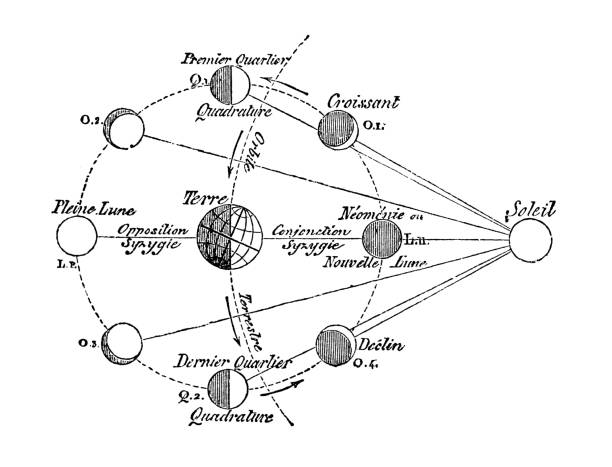 Premier Quartier
Q.1.
Quadrature
Croissant
O.1.
O.2.
Orbite
Pleine Lune
L.P.
Opposition
Syzygie
Terre
Conjonction
Syzygie
Néoménie ou
L.N.
Nouvelle Lune
Soleil
Terrestre
O.3.
Dernier Quartier
Q.2.
Quadrature
Déclin
O.4.